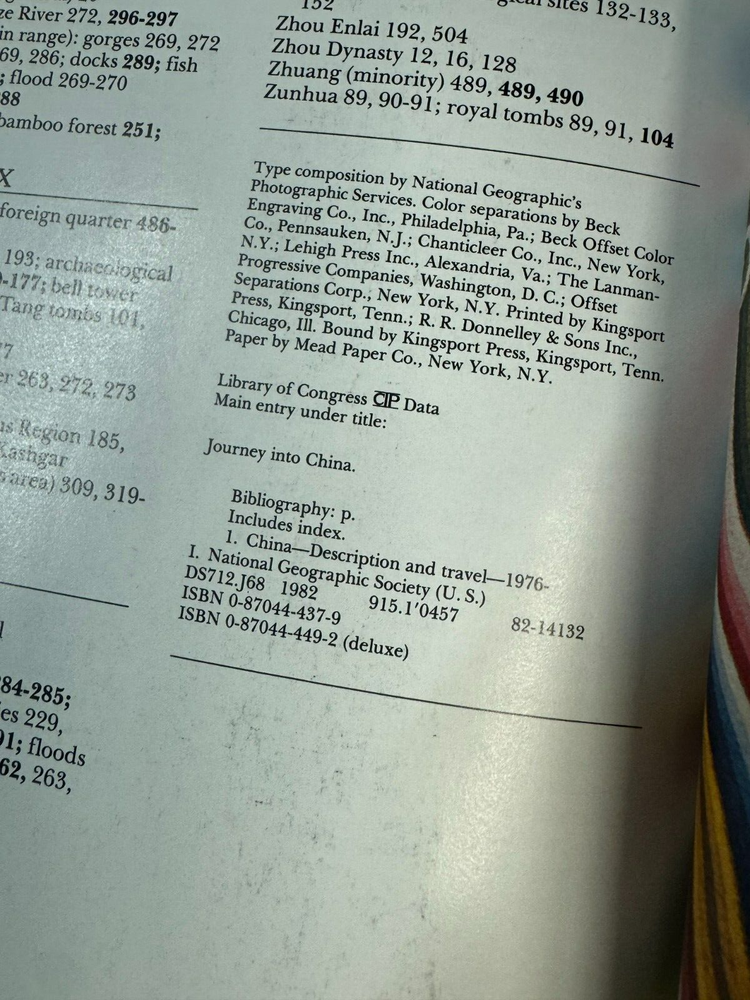 ze River 272, 296-297
in range): gorges 269, 272
69, 286; docks 289; fish
; flood 269-270
88
bamboo forest 251;
X
foreign quarter 486-
193; archaeological
-177; bell tower
Tang tombs 101,
7
er 263, 272, 273
us Region 185,
Kashgar
area) 309, 319-
84-285;
es 229,
91; floods
62, 263,
sites 132-133,
152
Zhou Enlai 192, 504
Zhou Dynasty 12, 16, 128
Zhuang (minority) 489, 489, 490
Zunhua 89, 90-91; royal tombs 89, 91, 104
Type composition by National Geographic's
Photographic Services. Color separations by Beck
Engraving Co., Inc., Philadelphia, Pa.; Beck Offset Color
Co., Pennsauken, N.J.; Chanticleer Co., Inc., New York,
N.Y.; Lehigh Press Inc., Alexandria, Va.; The Lanman-
Progressive Companies, Washington, D. C.; Offset
Separations Corp., New York, N.Y. Printed by Kingsport
Press, Kingsport, Tenn.; R. R. Donnelley & Sons Inc.,
Chicago, Ill. Bound by Kingsport Press, Kingsport, Tenn.
Paper by Mead Paper Co., New York, N.Y.
Library of Congress CIP Data
Main entry under title:
Journey into China.
Bibliography: p.
Includes index.
1. China—Description and travel—1976-
I. National Geographic Society (U. S.)
DS712.J68 1982 915.1'0457 82-14132
ISBN 0-87044-437-9
ISBN 0-87044-449-2 (deluxe)